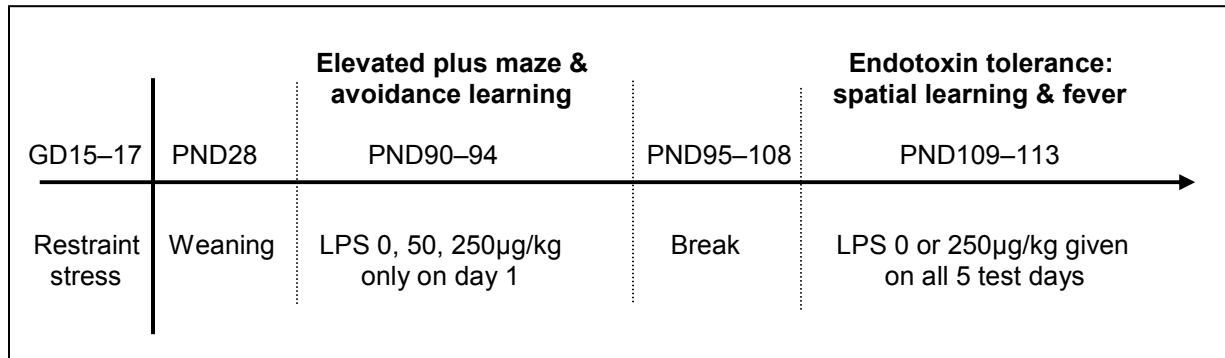 Elevated plus maze &
avoidance learning
Endotoxin tolerance:
spatial learning & fever
GD15–17 PND28 PND90–94 PND95–108 PND109–113
Restraint
stress
Weaning
LPS 0, 50, 250µg/kg
only on day 1
Break
LPS 0 or 250µg/kg given
on all 5 test days